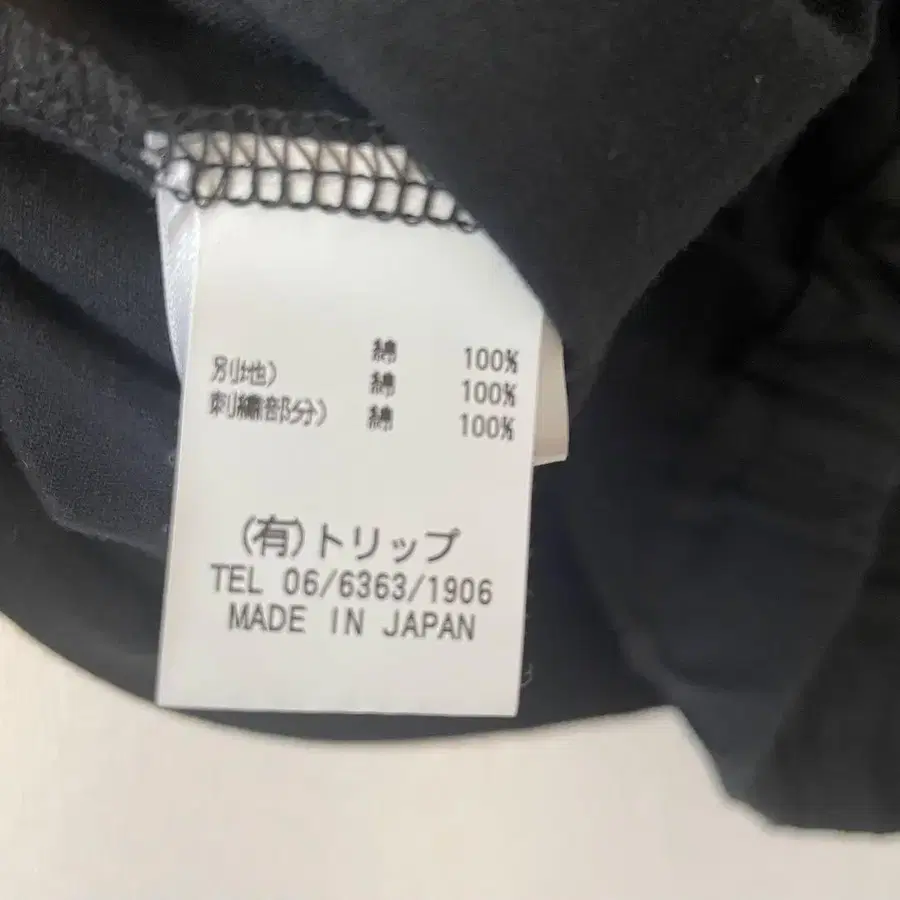 綿 100%
別地) 綿 100%
刺繍部分) 綿 100%
(有)トリップ
TEL 06/6363/1906
MADE IN JAPAN